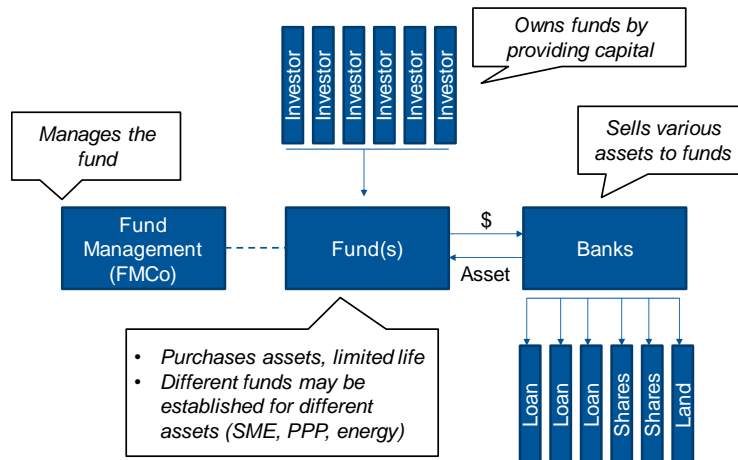 Owns funds by
providing capital
Investor
Investor
Investor
Investor
Investor
Investor
Manages the
fund
Sells various
assets to funds
Fund
Management
(FMCo)
Fund(s)
$
Asset
Banks
• Purchases assets, limited life
• Different funds may be
established for different
assets (SME, PPP, energy)
Loan
Loan
Loan
Shares
Shares
Land